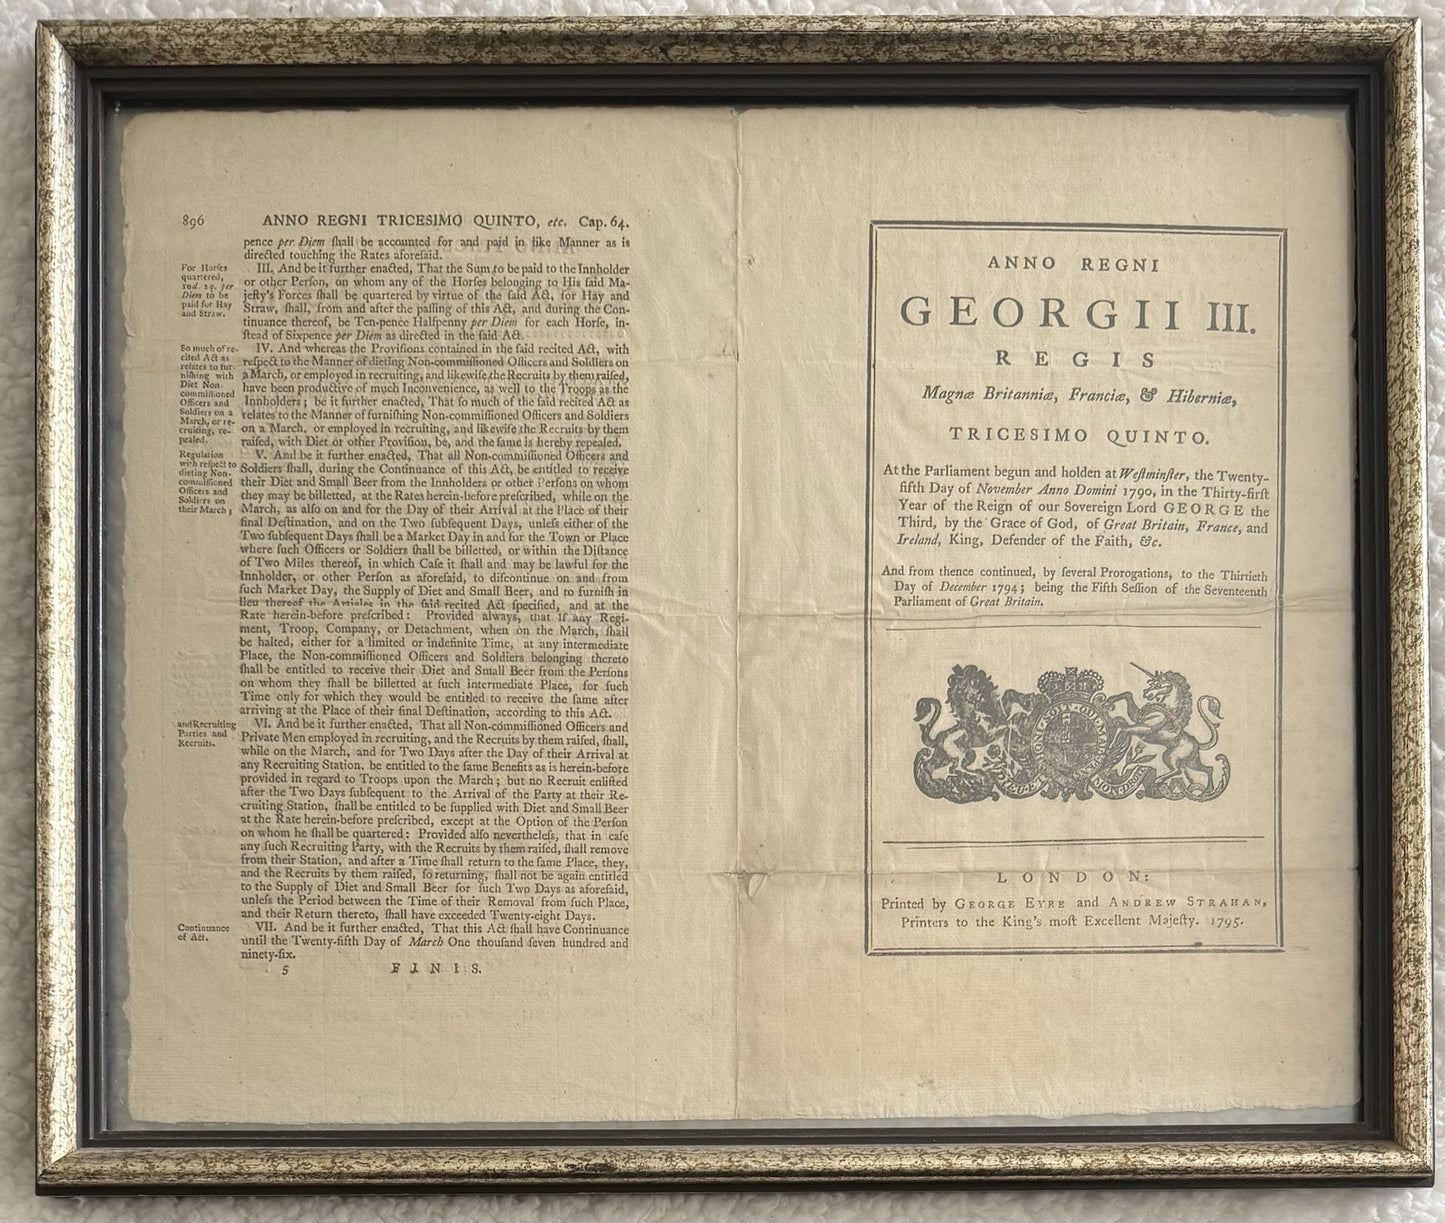 896 ANNO REGNI TRICESIMO QUINTO, etc. Cap. 64.
pence per Diem ſhall be accounted for and paid in like Manner as is
directed touching the Rates aforeſaid.
For Horſes
quartered,
10d. 2q. per
Diem to be
paid for Hay
and Straw.
III. And be it further enacted, That the Sum to be paid to the Innholder
or other Perſon, on whom any of the Horſes belonging to His ſaid Ma-
jeſty's Forces ſhall be quartered by virtue of the ſaid Act, for Hay and
Straw, ſhall, from and after the paſſing of this Act, and during the Con-
tinuance thereof, be Ten-pence Halfpenny per Diem for each Horſe, in-
ſtead of Sixpence per Diem as directed in the ſaid Act.
So much of re-
cited Act as
relates to fur-
niſhing with
Diet Non-
commiſſioned
Officers and
Soldiers on a
March, or re-
cruiting, re-
pealed.
IV. And whereas the Proviſions contained in the ſaid recited Act, with
reſpect to the Manner of dieting Non-commiſſioned Officers and Soldiers on
a March, or employed in recruiting, and likewiſe the Recruits by them raiſed,
have been productive of much Inconvenience, as well to the Troops as the
Innholders; be it further enacted, That ſo much of the ſaid recited Act as
relates to the Manner of furniſhing Non-commiſſioned Officers and Soldiers
on a March, or employed in recruiting, and likewiſe the Recruits by them
raiſed, with Diet or other Proviſion, be, and the ſame is hereby repealed.
Regulation
with reſpect to
dieting Non-
commiſſioned
Officers and
Soldiers on
their March;
V. And be it further enacted, That all Non-commiſſioned Officers and
Soldiers ſhall, during the Continuance of this Act, be entitled to receive
their Diet and Small Beer from the Innholders or other Perſons on whom
they may be billetted, at the Rates herein-before preſcribed, while on the
March, as alſo on and for the Day of their Arrival at the Place of their
final Deſtination, and on the Two ſubſequent Days, unleſs either of the
Two ſubſequent Days ſhall be a Market Day in and for the Town or Place
where ſuch Officers or Soldiers ſhall be billetted, or within the Diſtance
of Two Miles thereof, in which Caſe it ſhall and may be lawful for the
Innholder, or other Perſon as aforeſaid, to diſcontinue on and from
ſuch Market Day, the Supply of Diet and Small Beer, and to furniſh in
lieu thereof the Articles in the ſaid recited Act ſpecified, and at the
Rate herein-before preſcribed: Provided always, that if any Regi-
ment, Troop, Company, or Detachment, when on the March, ſhall
be halted, either for a limited or indefinite Time, at any intermediate
Place, the Non-commiſſioned Officers and Soldiers belonging thereto
ſhall be entitled to receive their Diet and Small Beer from the Perſons
on whom they ſhall be billetted at ſuch intermediate Place, for ſuch
Time only for which they would be entitled to receive the ſame after
arriving at the Place of their final Deſtination, according to this Act.
and Recruiting
Parties and
Recruits.
VI. And be it further enacted, That all Non-commiſſioned Officers and
Private Men employed in recruiting, and the Recruits by them raiſed, ſhall,
while on the March, and for Two Days after the Day of their Arrival at
any Recruiting Station, be entitled to the ſame Benefits as is herein-before
provided in regard to Troops upon the March; but no Recruit enliſted
after the Two Days ſubſequent to the Arrival of the Party at their Re-
cruiting Station, ſhall be entitled to be ſupplied with Diet and Small Beer
at the Rate herein-before preſcribed, except at the Option of the Perſon
on whom he ſhall be quartered: Provided alſo nevertheleſs, that in caſe
any ſuch Recruiting Party, with the Recruits by them raiſed, ſhall remove
from their Station, and after a Time ſhall return to the ſame Place, they,
and the Recruits by them raiſed, ſo returning, ſhall not be again entitled
to the Supply of Diet and Small Beer for ſuch Two Days as aforeſaid,
unleſs the Period between the Time of their Removal from ſuch Place,
and their Return thereto, ſhall have exceeded Twenty-eight Days.
Continuance
of Act.
VII. And be it further enacted, That this Act ſhall have Continuance
until the Twenty-fifth Day of March One thouſand ſeven hundred and
ninety-ſix.
5 FINIS.
ANNO REGNI
GEORGII III.
REGIS
Magnæ Britanniæ, Franciæ, & Hiberniæ,
TRICESIMO QUINTO.
At the Parliament begun and holden at Weſtminſter, the Twenty-
fifth Day of November Anno Domini 1790, in the Thirty-firſt
Year of the Reign of our Sovereign Lord GEORGE the
Third, by the Grace of God, of Great Britain, France, and
Ireland, King, Defender of the Faith, &c.
And from thence continued, by ſeveral Prorogations, to the Thirtieth
Day of December 1794; being the Fifth Seſſion of the Seventeenth
Parliament of Great Britain.
HONI SOIT QUI MAL Y PENSE
DIEU ET MON DROIT
LONDON:
Printed by GEORGE EYRE and ANDREW STRAHAN,
Printers to the King's moſt Excellent Majeſty. 1795.